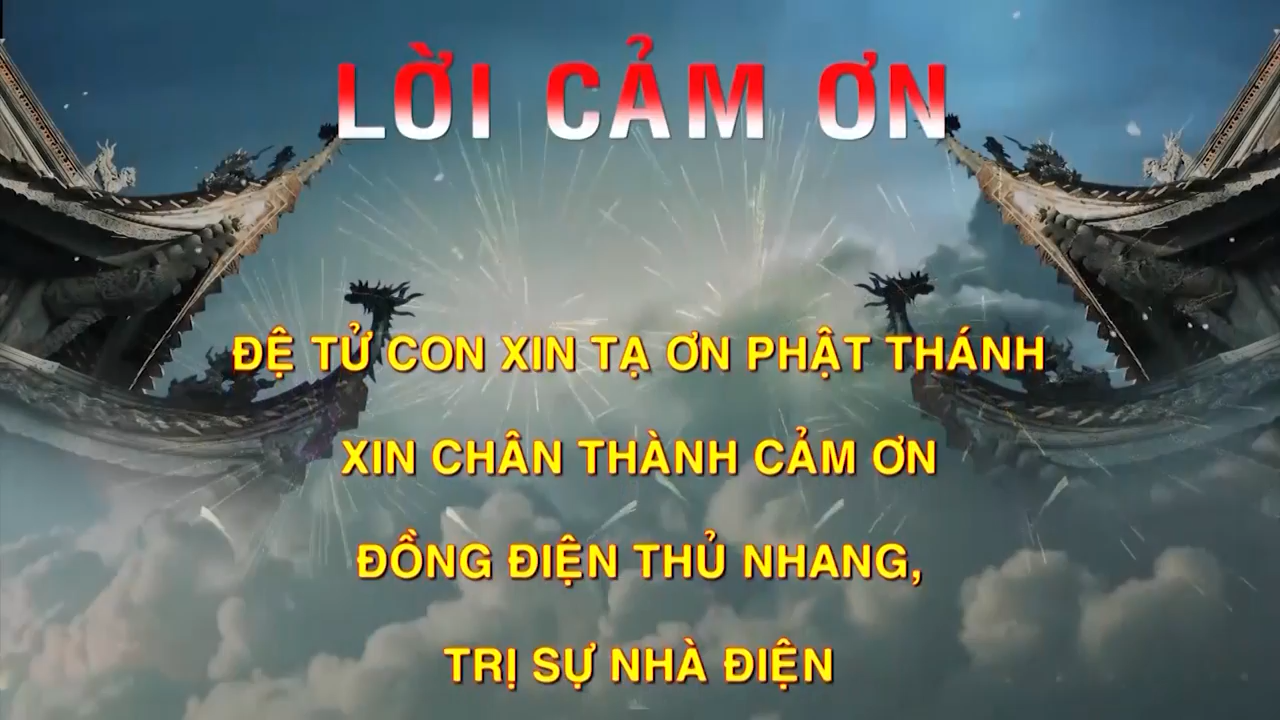 LỜI CẢM ƠN
ĐỆ TỬ CON XIN TẠ ƠN PHẬT THÁNH
XIN CHÂN THÀNH CẢM ƠN
ĐỒNG ĐIỆN THỦ NHANG,
TRỊ SỰ NHÀ ĐIỆN